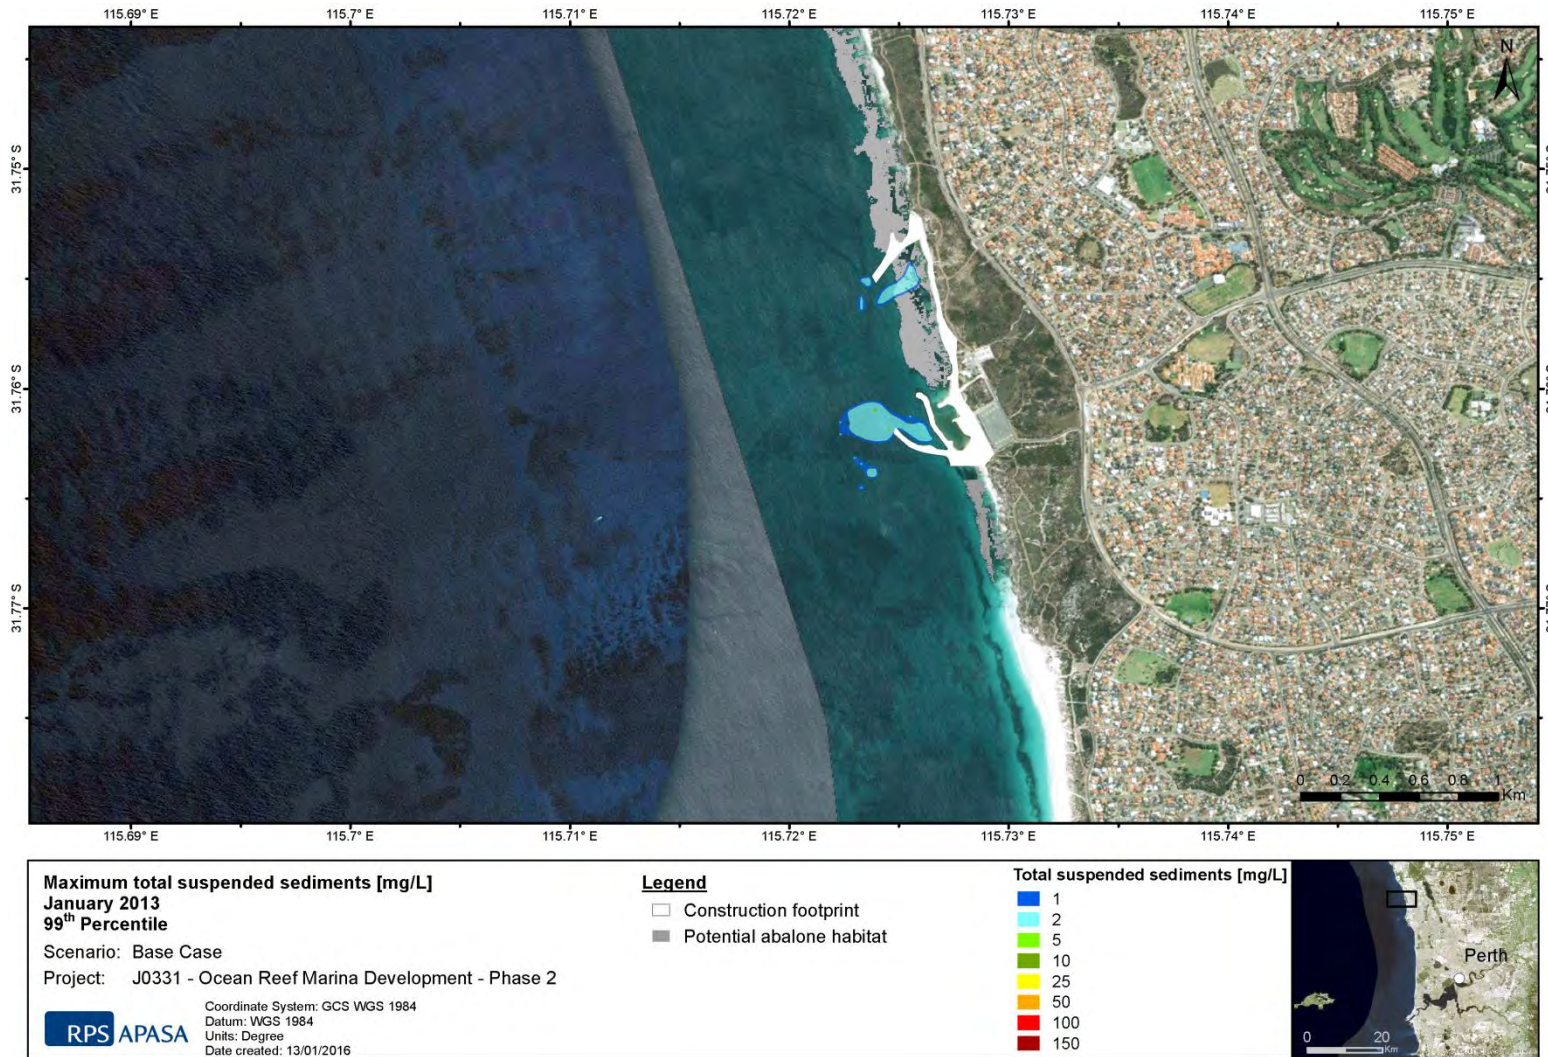 115.69° E 115.7° E 115.71° E 115.72° E 115.73° E 115.74° E 115.75° E
N
31.75° S
31.76° S
31.77° S
0 0.2 0.4 0.6 0.8 1
Km
115.69° E 115.7° E 115.71° E 115.72° E 115.73° E 115.74° E 115.75° E
Maximum total suspended sediments [mg/L]
January 2013
99th Percentile
Scenario: Base Case
Project: J0331 - Ocean Reef Marina Development - Phase 2
RPS APASA
Coordinate System: GCS WGS 1984
Datum: WGS 1984
Units: Degree
Date created: 13/01/2016
Legend
Construction footprint
Potential abalone habitat
Total suspended sediments [mg/L]
1
2
5
10
25
50
100
150
Perth
0 20
Km